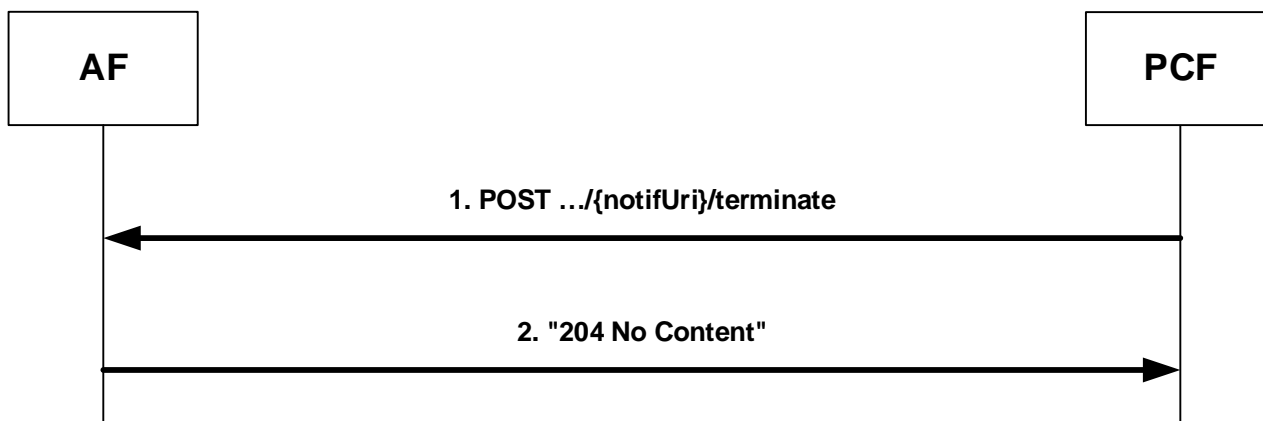 AF
PCF
1. POST …/{notifUri}/terminate
2. "204 No Content"